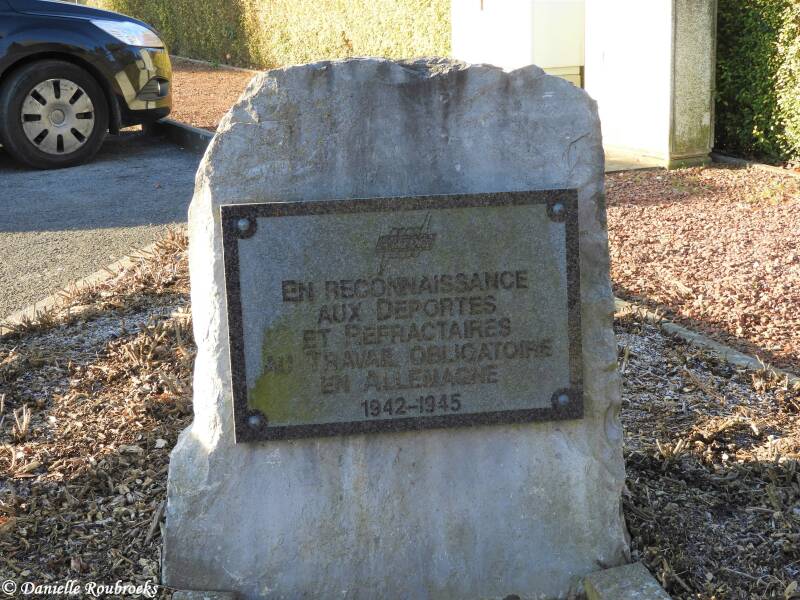 EN RECONNAISSANCE
AUX DEPORTES
ET REFRACTAIRES
AU TRAVAIL OBLIGATOIRE
EN ALLEMAGNE
1942-1945
© Danielle Roubroeks